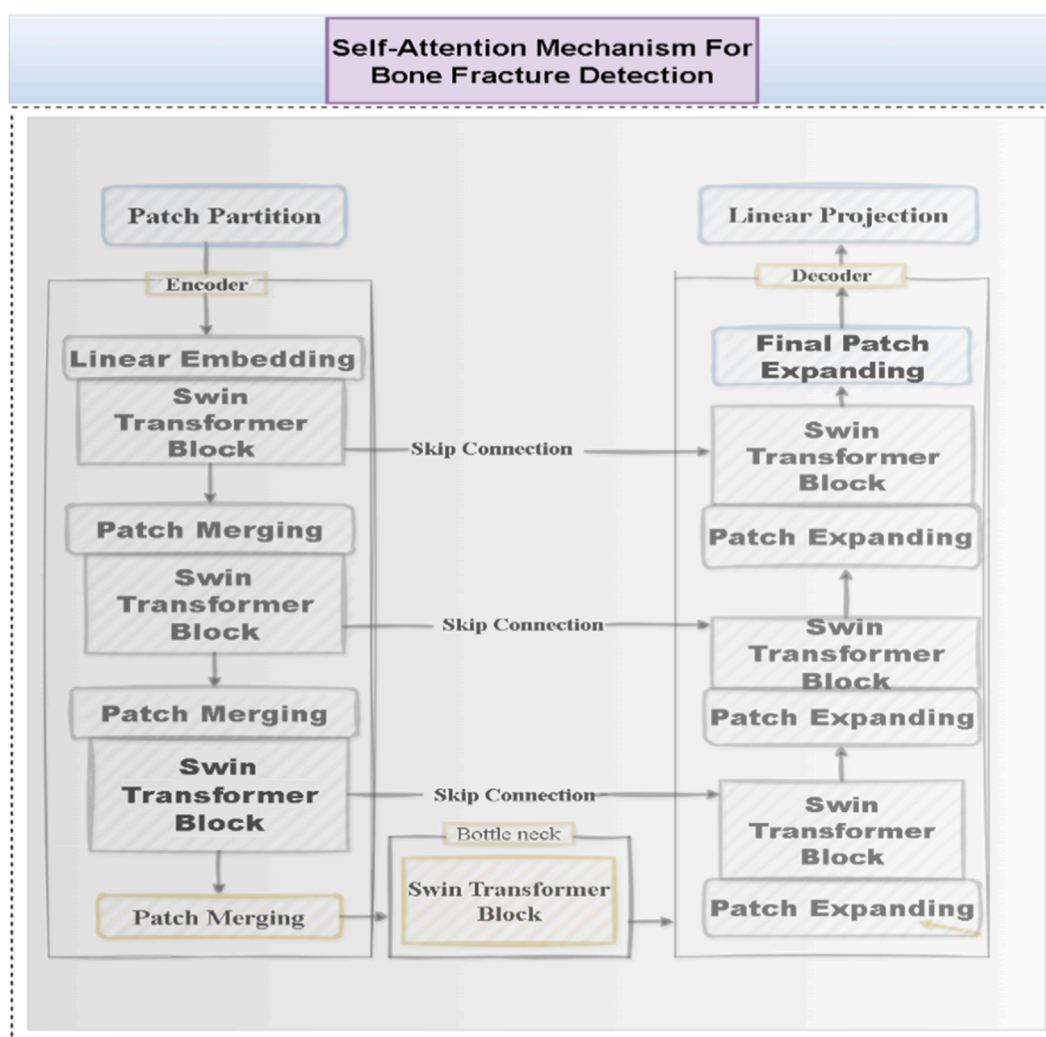 Self-Attention Mechanism For
Bone Fracture Detection
Patch Partition
Encoder
Linear Embedding
Swin
Transformer
Block
Patch Merging
Swin
Transformer
Block
Patch Merging
Swin
Transformer
Block
Patch Merging
Skip Connection
Skip Connection
Skip Connection
Bottle neck
Swin Transformer
Block
Linear Projection
Decoder
Final Patch
Expanding
Swin
Transformer
Block
Patch Expanding
Swin
Transformer
Block
Patch Expanding
Swin
Transformer
Block
Patch Expanding